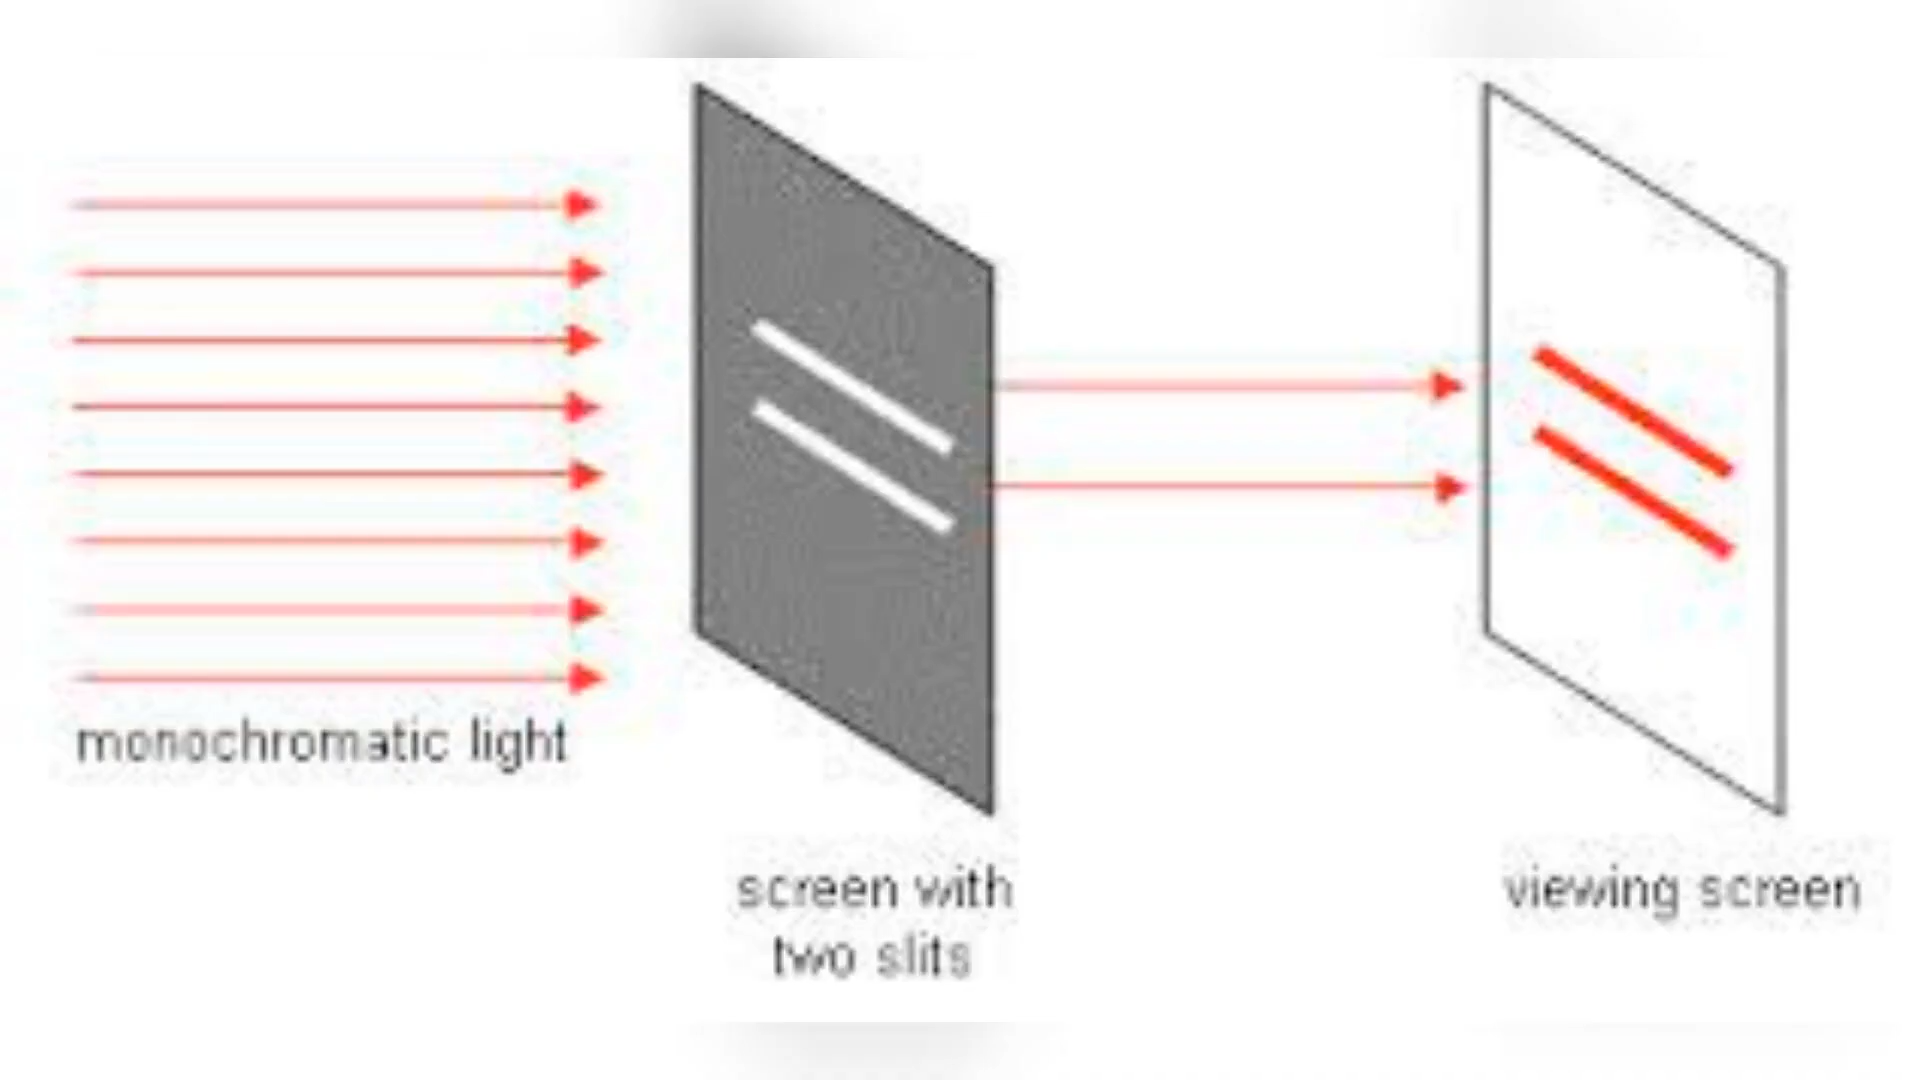 monochromatic light
screen with
two slits
viewing screen